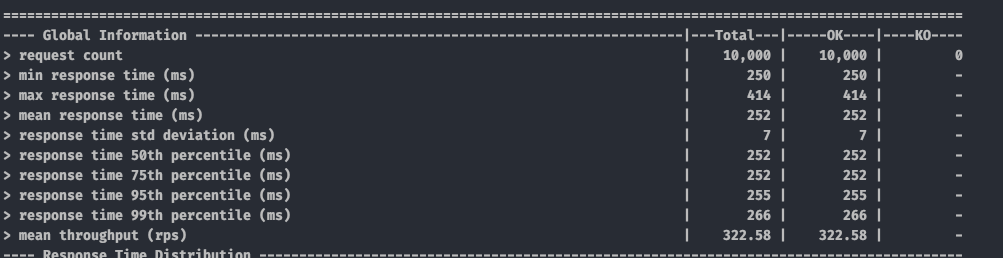 ================================================================================
---- Global Information --------------------------------------------------------------|---Total---|-----OK----|----KO----
> request count | 10,000 | 10,000 | 0
> min response time (ms) | 250 | 250 | -
> max response time (ms) | 414 | 414 | -
> mean response time (ms) | 252 | 252 | -
> response time std deviation (ms) | 7 | 7 | -
> response time 50th percentile (ms) | 252 | 252 | -
> response time 75th percentile (ms) | 252 | 252 | -
> response time 95th percentile (ms) | 255 | 255 | -
> response time 99th percentile (ms) | 266 | 266 | -
> mean throughput (rps) | 322.58 | 322.58 | -
---- Response Time Distribution ----------------------------------------------------------------------------------------